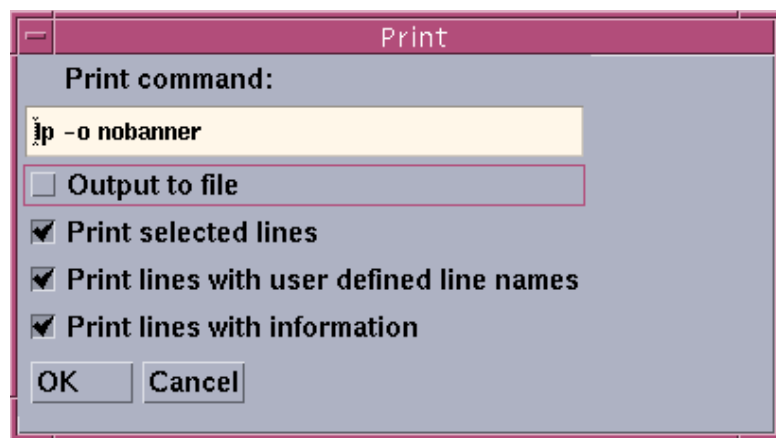 Print
Print command:
lp -o nobanner
Output to file
Print selected lines
Print lines with user defined line names
Print lines with information
OK Cancel